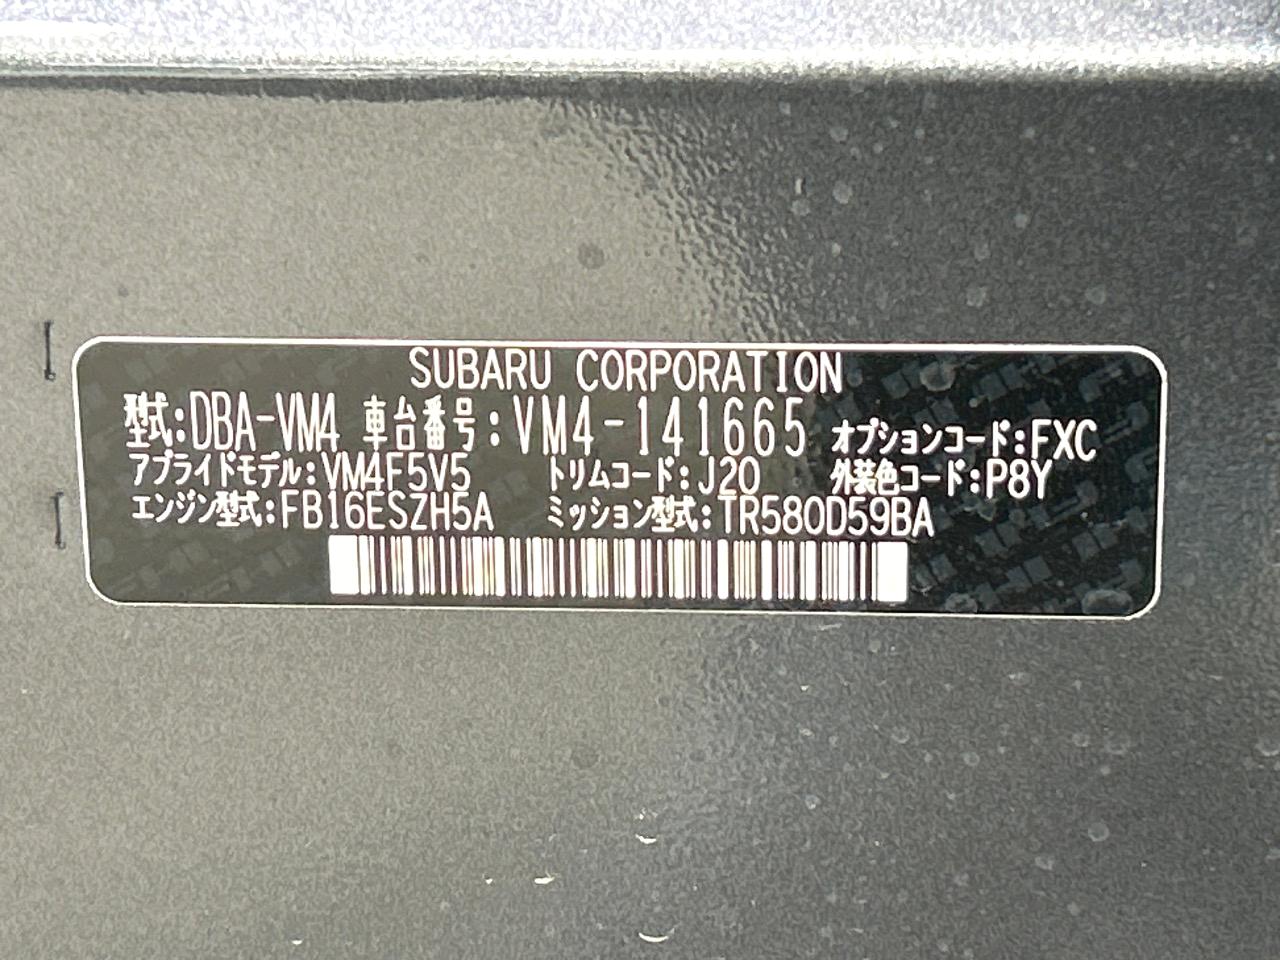 SUBARU CORPORATION
型式:DBA-VM4 車台番号:VM4-141665 オプションコード:FXC
アプライドモデル:VM4F5V5 トリムコード:J20 外装色コード:P8Y
エンジン型式:FB16ESZH5A ミッション型式:TR580D59BA